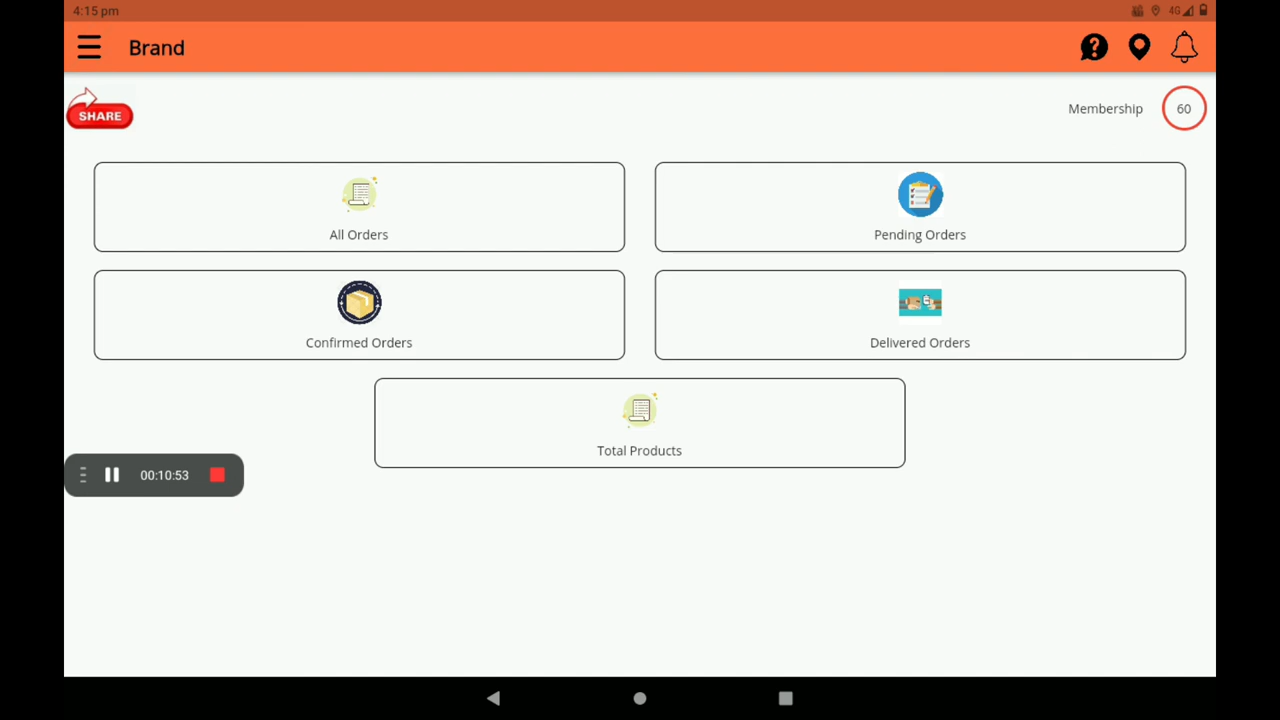 4:15 pm
4G
Brand
SHARE
Membership
60
All Orders
Pending Orders
Confirmed Orders
Delivered Orders
Total Products
00:10:53